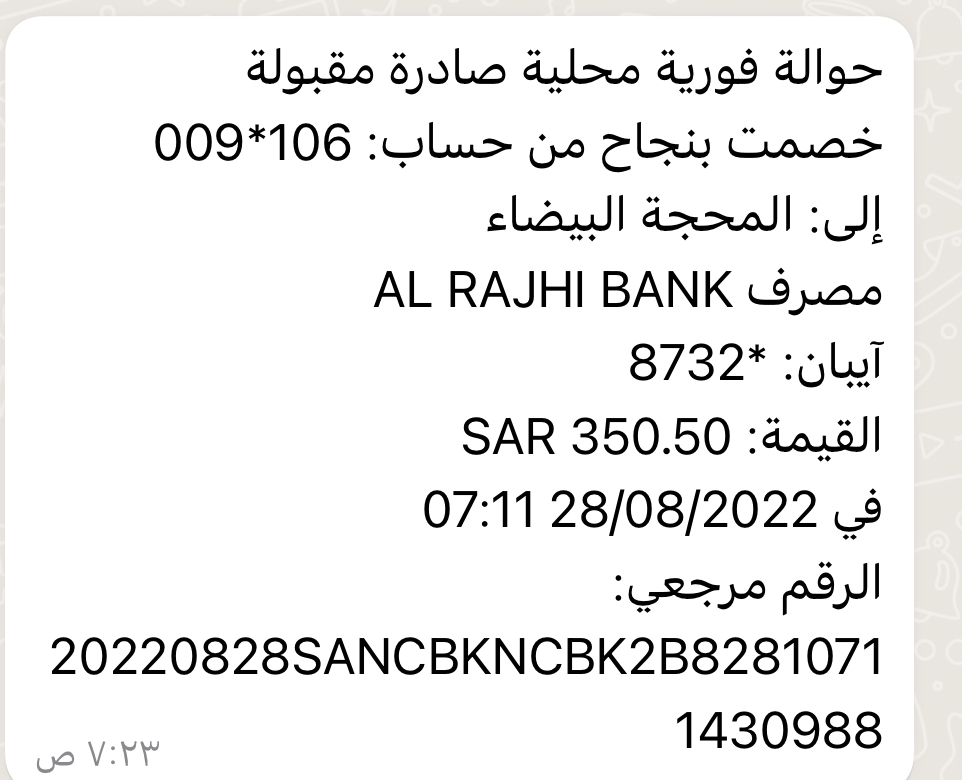 حوالة فورية محلية صادرة مقبولة
خصمت بنجاح من حساب: 106*009
إلى: المحجة البيضاء
مصرف AL RAJHI BANK
آيبان: *8732
القيمة: SAR 350.50
في 28/08/2022 07:11
الرقم مرجعي:
20220828SANCBKNCBK2B8281071
1430988
٧:٢٣ ص